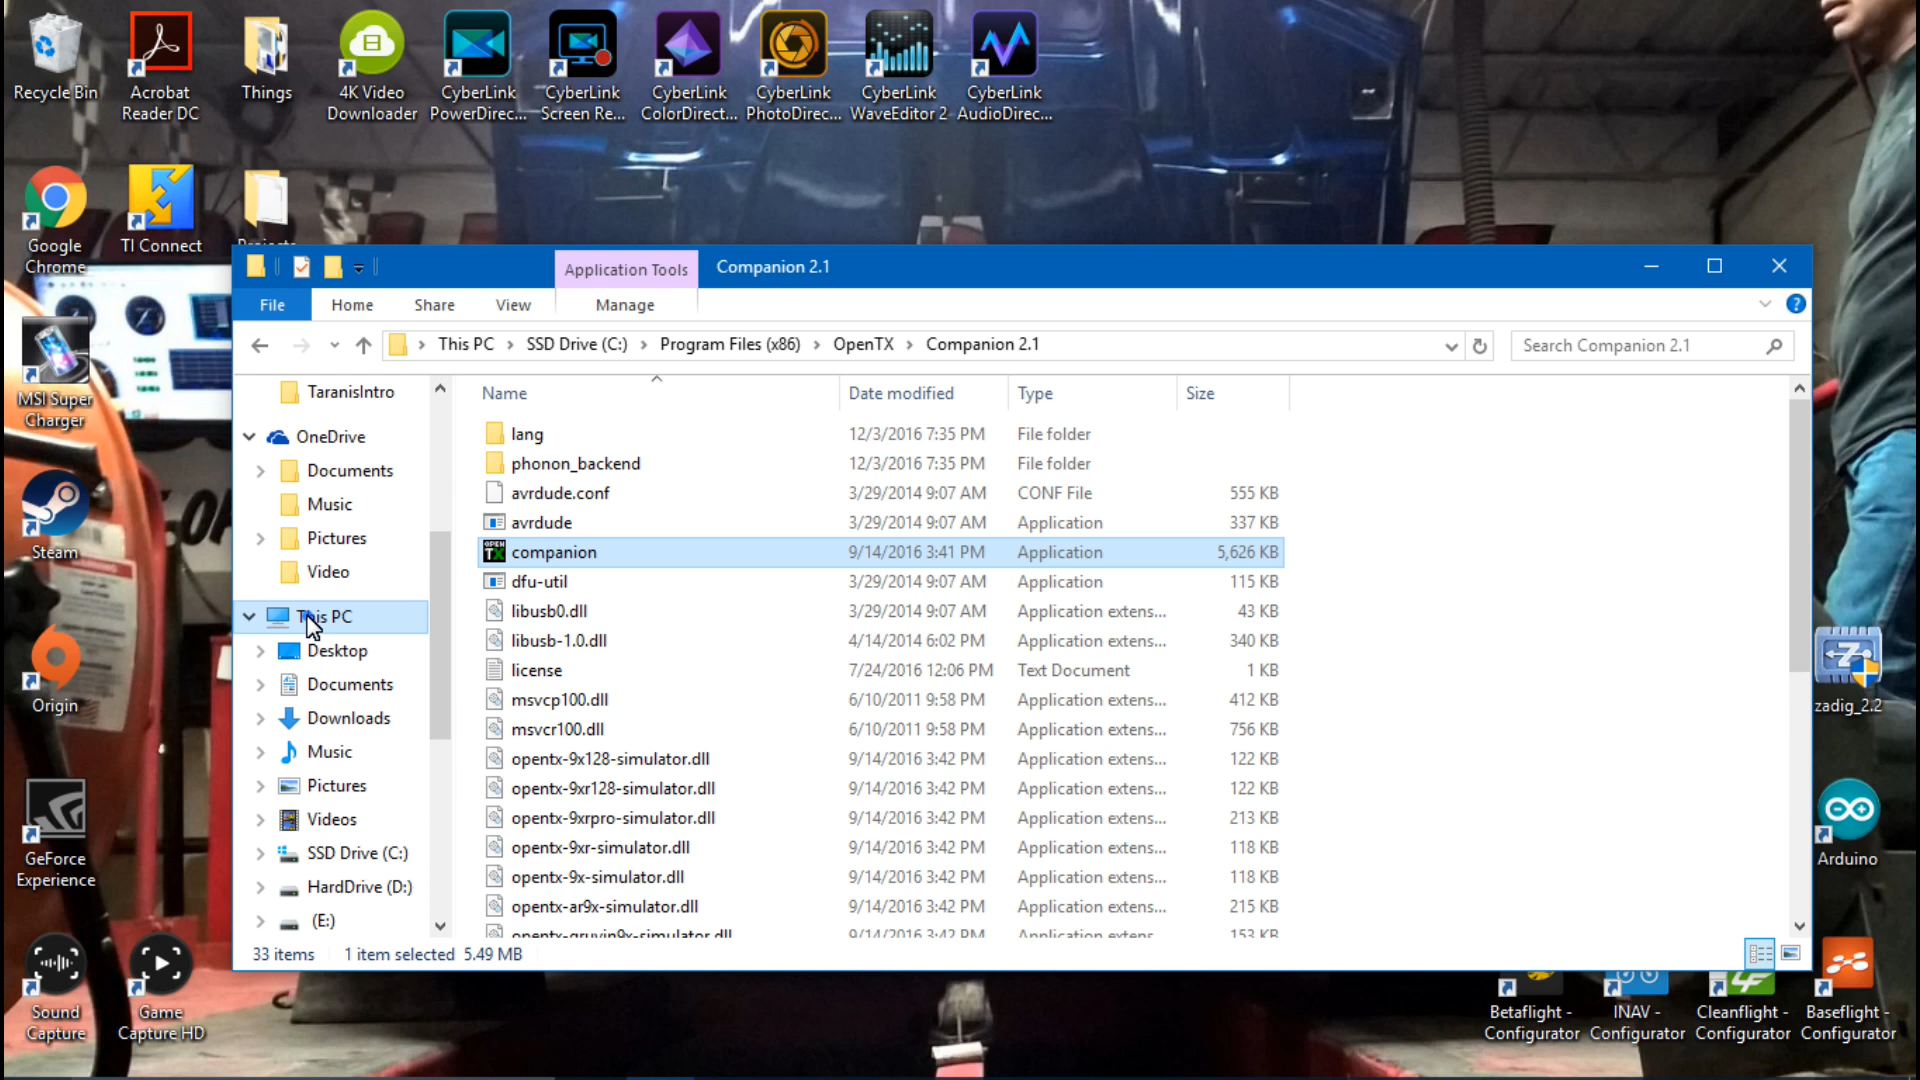 Recycle Bin
Acrobat
Reader DC
Things
4K Video
Downloader
CyberLink
PowerDirec...
CyberLink
Screen Re...
CyberLink
ColorDirect...
CyberLink
PhotoDirec...
CyberLink
WaveEditor 2
CyberLink
AudioDirec...
Google
Chrome
TI Connect
Projects
MSI Super
Charger
Steam
Origin
GeForce
Experience
Sound
Capture
Game
Capture HD
Application Tools
Companion 2.1
File
Home
Share
View
Manage
This PC
SSD Drive (C:)
Program Files (x86)
OpenTX
Companion 2.1
Search Companion 2.1
TaranisIntro
OneDrive
Documents
Music
Pictures
Video
This PC
Desktop
Documents
Downloads
Music
Pictures
Videos
SSD Drive (C:)
HardDrive (D:)
(E:)
Name Date modified Type Size
lang 12/3/2016 7:35 PM File folder
phonon_backend 12/3/2016 7:35 PM File folder
avrdude.conf 3/29/2014 9:07 AM CONF File 555 KB
avrdude 3/29/2014 9:07 AM Application 337 KB
companion 9/14/2016 3:41 PM Application 5,626 KB
dfu-util 3/29/2014 9:07 AM Application 115 KB
libusb0.dll 3/29/2014 9:07 AM Application extens... 43 KB
libusb-1.0.dll 4/14/2014 6:02 PM Application extens... 340 KB
license 7/24/2016 12:06 PM Text Document 1 KB
msvcp100.dll 6/10/2011 9:58 PM Application extens... 412 KB
msvcr100.dll 6/10/2011 9:58 PM Application extens... 756 KB
opentx-9x128-simulator.dll 9/14/2016 3:42 PM Application extens... 122 KB
opentx-9xr128-simulator.dll 9/14/2016 3:42 PM Application extens... 122 KB
opentx-9xrpro-simulator.dll 9/14/2016 3:42 PM Application extens... 213 KB
opentx-9xr-simulator.dll 9/14/2016 3:42 PM Application extens... 118 KB
opentx-9x-simulator.dll 9/14/2016 3:42 PM Application extens... 118 KB
opentx-ar9x-simulator.dll 9/14/2016 3:42 PM Application extens... 215 KB
opentx-gruvin9x-simulator.dll 9/14/2016 3:42 PM Application extens... 153 KB
33 items 1 item selected 5.49 MB
zadig_2.2
Arduino
Betaflight -
Configurator
INAV -
Configurator
Cleanflight -
Configurator
Baseflight -
Configurator